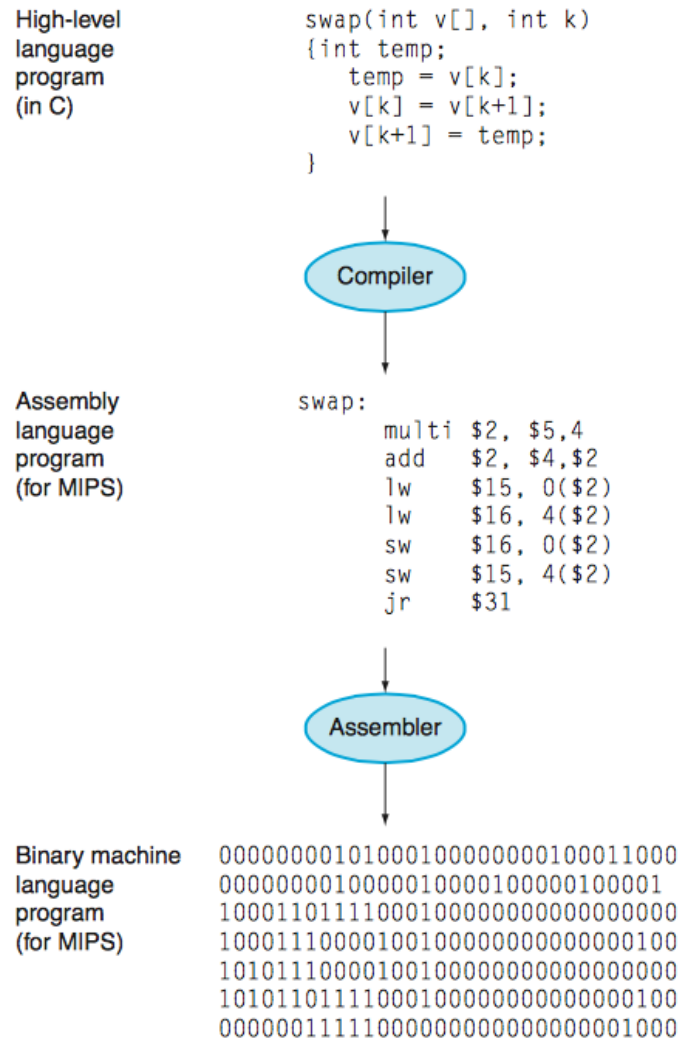 High-level swap(int v[], int k)
language {int temp;
program temp = v[k];
(in C) v[k] = v[k+1];
v[k+1] = temp;
}
Compiler
Assembly swap:
language multi $2, $5,4
program add $2, $4,$2
(for MIPS) lw $15, 0($2)
lw $16, 4($2)
sw $16, 0($2)
sw $15, 4($2)
jr $31
Assembler
Binary machine 00000000101000100000000100011000
language 0000000010000010000100000100001
program 10001101111000100000000000000000
(for MIPS) 10001110000100100000000000000100
10101110000100100000000000000000
10101101111000100000000000000100
00000011111000000000000000001000